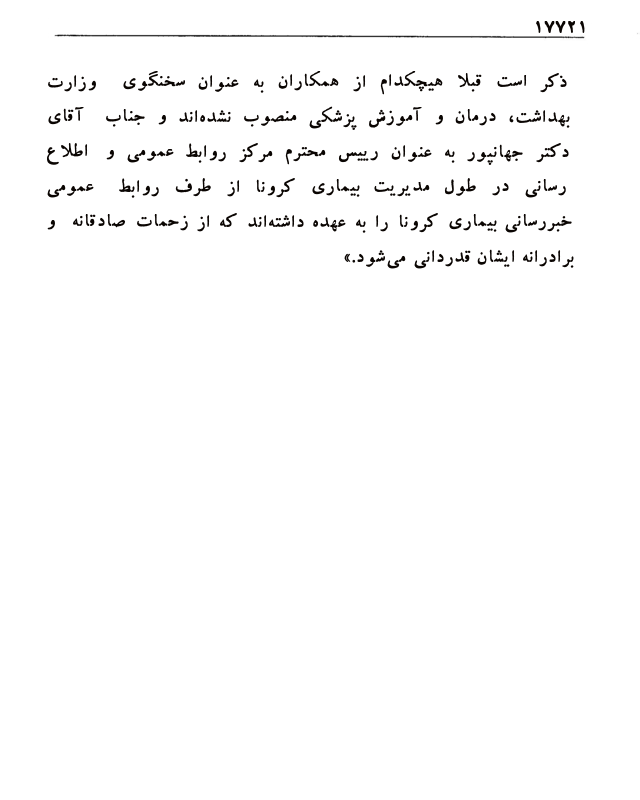 ۱۷۷۲۱
ذکر است قبلا هیچکدام از همکاران به عنوان سخنگوی وزارت
بهداشت، درمان و آموزش پزشکی منصوب نشده‌اند و جناب آقای
دکتر جهانپور به عنوان رییس محترم مرکز روابط عمومی و اطلاع
رسانی در طول مدیریت بیماری کرونا از طرف روابط عمومی
خبررسانی بیماری کرونا را به عهده داشته‌اند که از زحمات صادقانه و
برادرانه ایشان قدردانی می‌شود.»